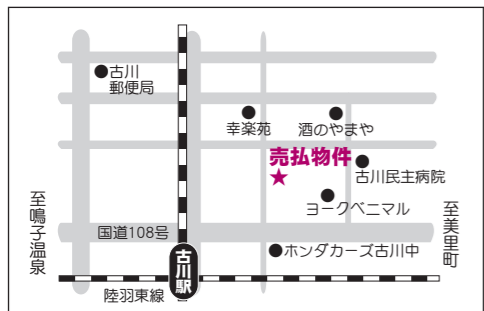 古川
郵便局
幸楽苑
酒のやまや
売払物件
古川民主病院
ヨークベニマル
至鳴子温泉
国道108号
至美里町
古川駅
ホンダカーズ古川中
陸羽東線